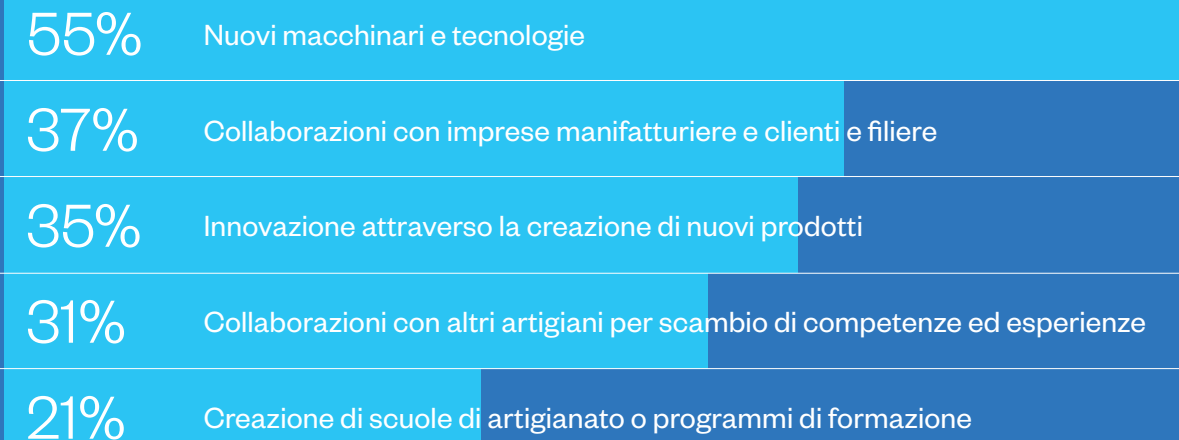 55% Nuovi macchinari e tecnologie
37% Collaborazioni con imprese manifatturiere e clienti e filiere
35% Innovazione attraverso la creazione di nuovi prodotti
31% Collaborazioni con altri artigiani per scambio di competenze ed esperienze
21% Creazione di scuole di artigianato o programmi di formazione